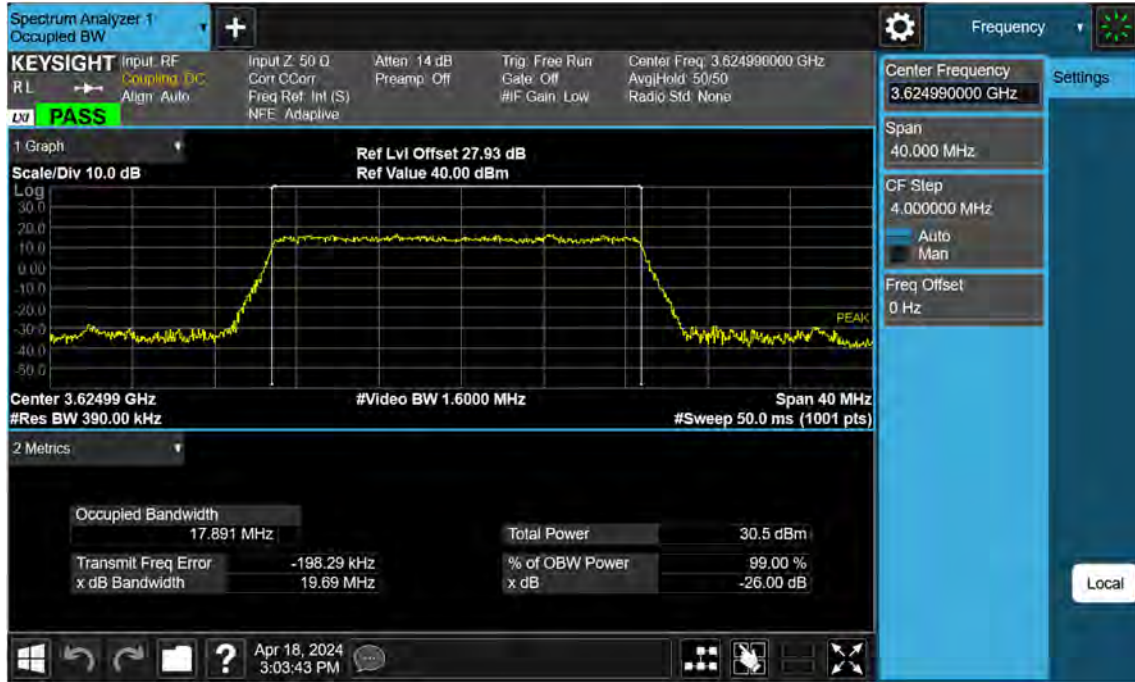 Spectrum Analyzer 1
Occupied BW
Frequency
KEYSIGHT
RL
LXI
PASS
Input: RF
Coupling: DC
Align: Auto
Input Z: 50 Ω
Corr CCorr
Freq Ref: Int (S)
NFE: Adaptive
Atten: 14 dB
Preamp: Off
Trig: Free Run
Gate: Off
#IF Gain: Low
Center Freq: 3.624990000 GHz
Avg|Hold: 50/50
Radio Std: None
1 Graph
Scale/Div 10.0 dB
Ref Lvl Offset 27.93 dB
Ref Value 40.00 dBm
Log
30.0
20.0
10.0
0.00
-10.0
-20.0
-30.0
-40.0
-50.0
PEAK
Center 3.62499 GHz
#Video BW 1.6000 MHz
Span 40 MHz
#Res BW 390.00 kHz
#Sweep 50.0 ms (1001 pts)
2 Metrics
Occupied Bandwidth
17.891 MHz
Total Power 30.5 dBm
Transmit Freq Error -198.29 kHz
% of OBW Power 99.00 %
x dB Bandwidth 19.69 MHz
x dB -26.00 dB
Center Frequency
3.624990000 GHz
Settings
Span
40.000 MHz
CF Step
4.000000 MHz
Auto
Man
Freq Offset
0 Hz
Local
?
Apr 18, 2024
3:03:43 PM